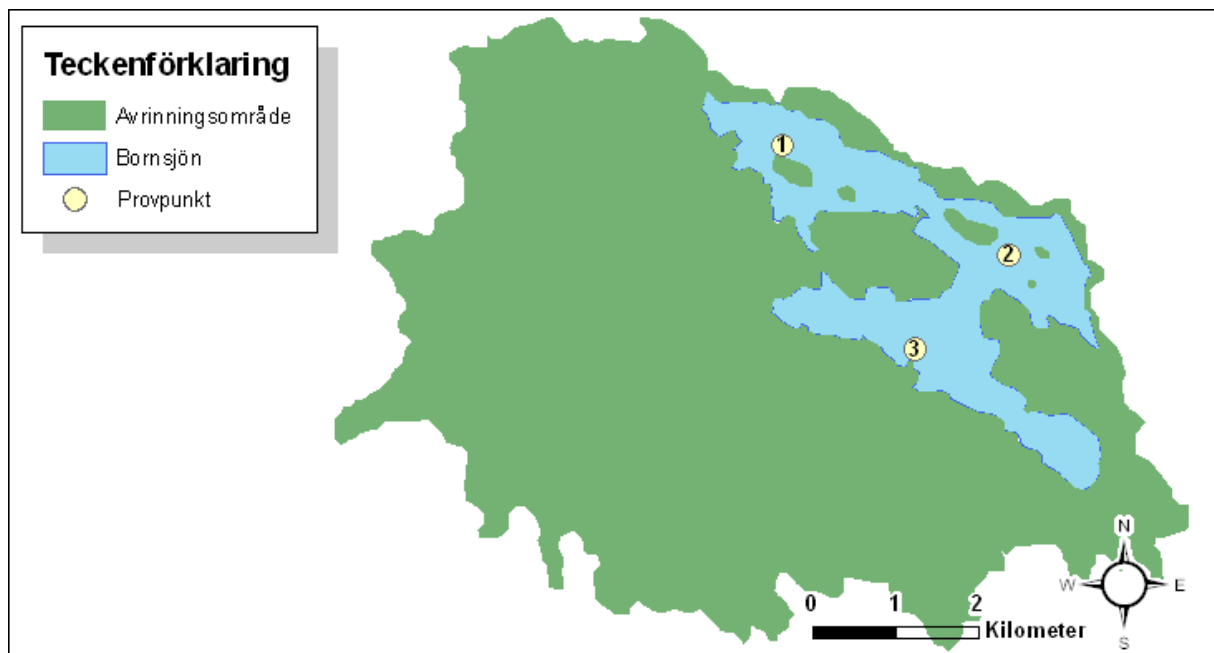 Teckenförklaring
Avrinningsområde
Bornsjön
Provpunkt
1
2
3
N
W E
S
0 1 2
Kilometer